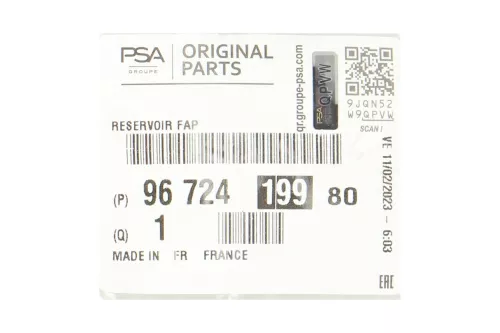 PSA
GROUPE
ORIGINAL
PARTS
qr.groupe-psa.com
PSA
QPVW
9JQN52
W9QPVW
SCAN !
RESERVOIR FAP
(P) 96 724 199 80
(Q) 1
MADE IN FR FRANCE
VE 11/02/2023 - 6:03
EAC